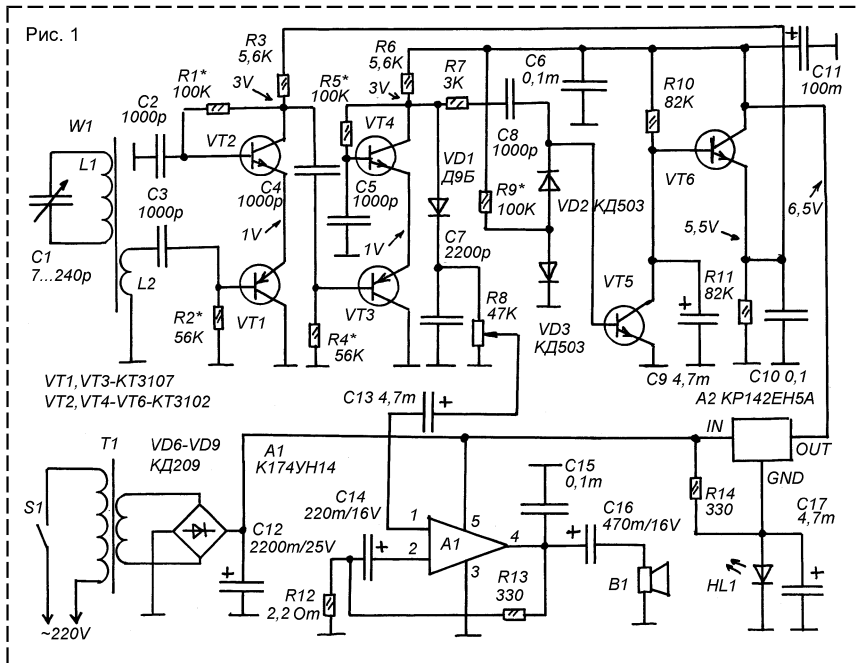 Рис. 1
R3
5,6K
R6
5,6K
R7
3K
C6
0,1m
C11
100m
R1*
100K
3V
R5*
100K
3V
R10
82K
C2
1000p
W1
L1
VT2
VT4
C8
1000p
VT6
VD1
Д9Б
C4
1000p
C5
1000p
R9*
100K
VD2 КД503
C3
1000p
C1
7...240p
L2
1V
1V
C7
2200p
5,5V
6,5V
VT5
R11
82K
R8
47K
R2*
56K
VT1
R4*
56K
VT3
VD3
КД503
C9 4,7m
C10 0,1
VT1,VT3-КТ3107
VT2,VT4-VT6-КТ3102
C13 4,7m
A2 КР142ЕН5А
T1
VD6-VD9
КД209
A1
К174УН14
IN
OUT
GND
S1
C12
2200m/25V
C14
220m/16V
C15
0,1m
C16
470m/16V
R14
330
C17
4,7m
1
2
A1
5
4
3
R12
2,2 Om
R13
330
B1
HL1
~220V